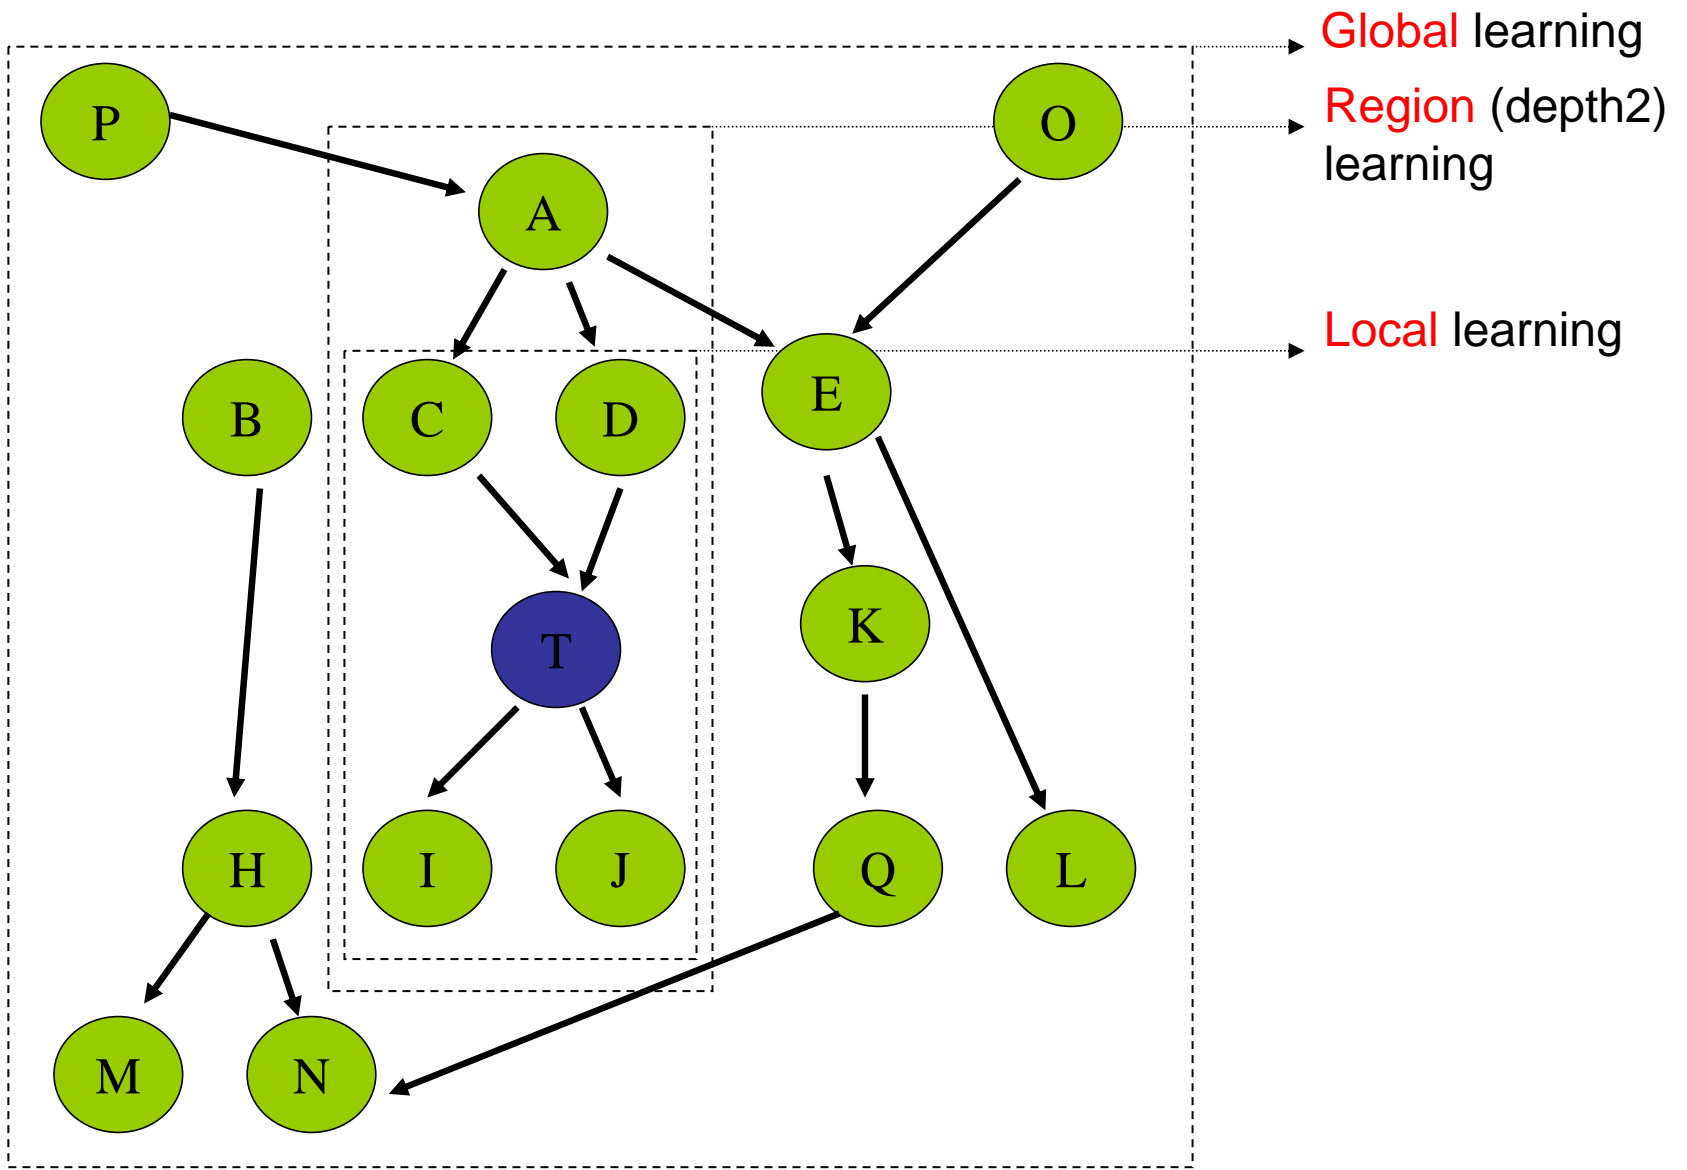 Global learning
P
O
Region (depth2)
learning
A
Local learning
B
C
D
E
T
K
H
I
J
Q
L
M
N